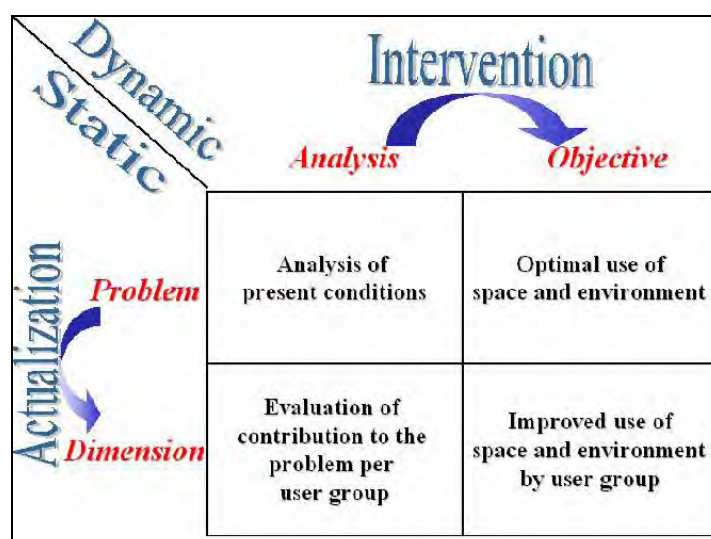 Dynamic
Static
Intervention
Analysis
Objective
Actualization
Problem
Analysis of
present conditions
Optimal use of
space and environment
Dimension
Evaluation of
contribution to the
problem per
user group
Improved use of
space and environment
by user group